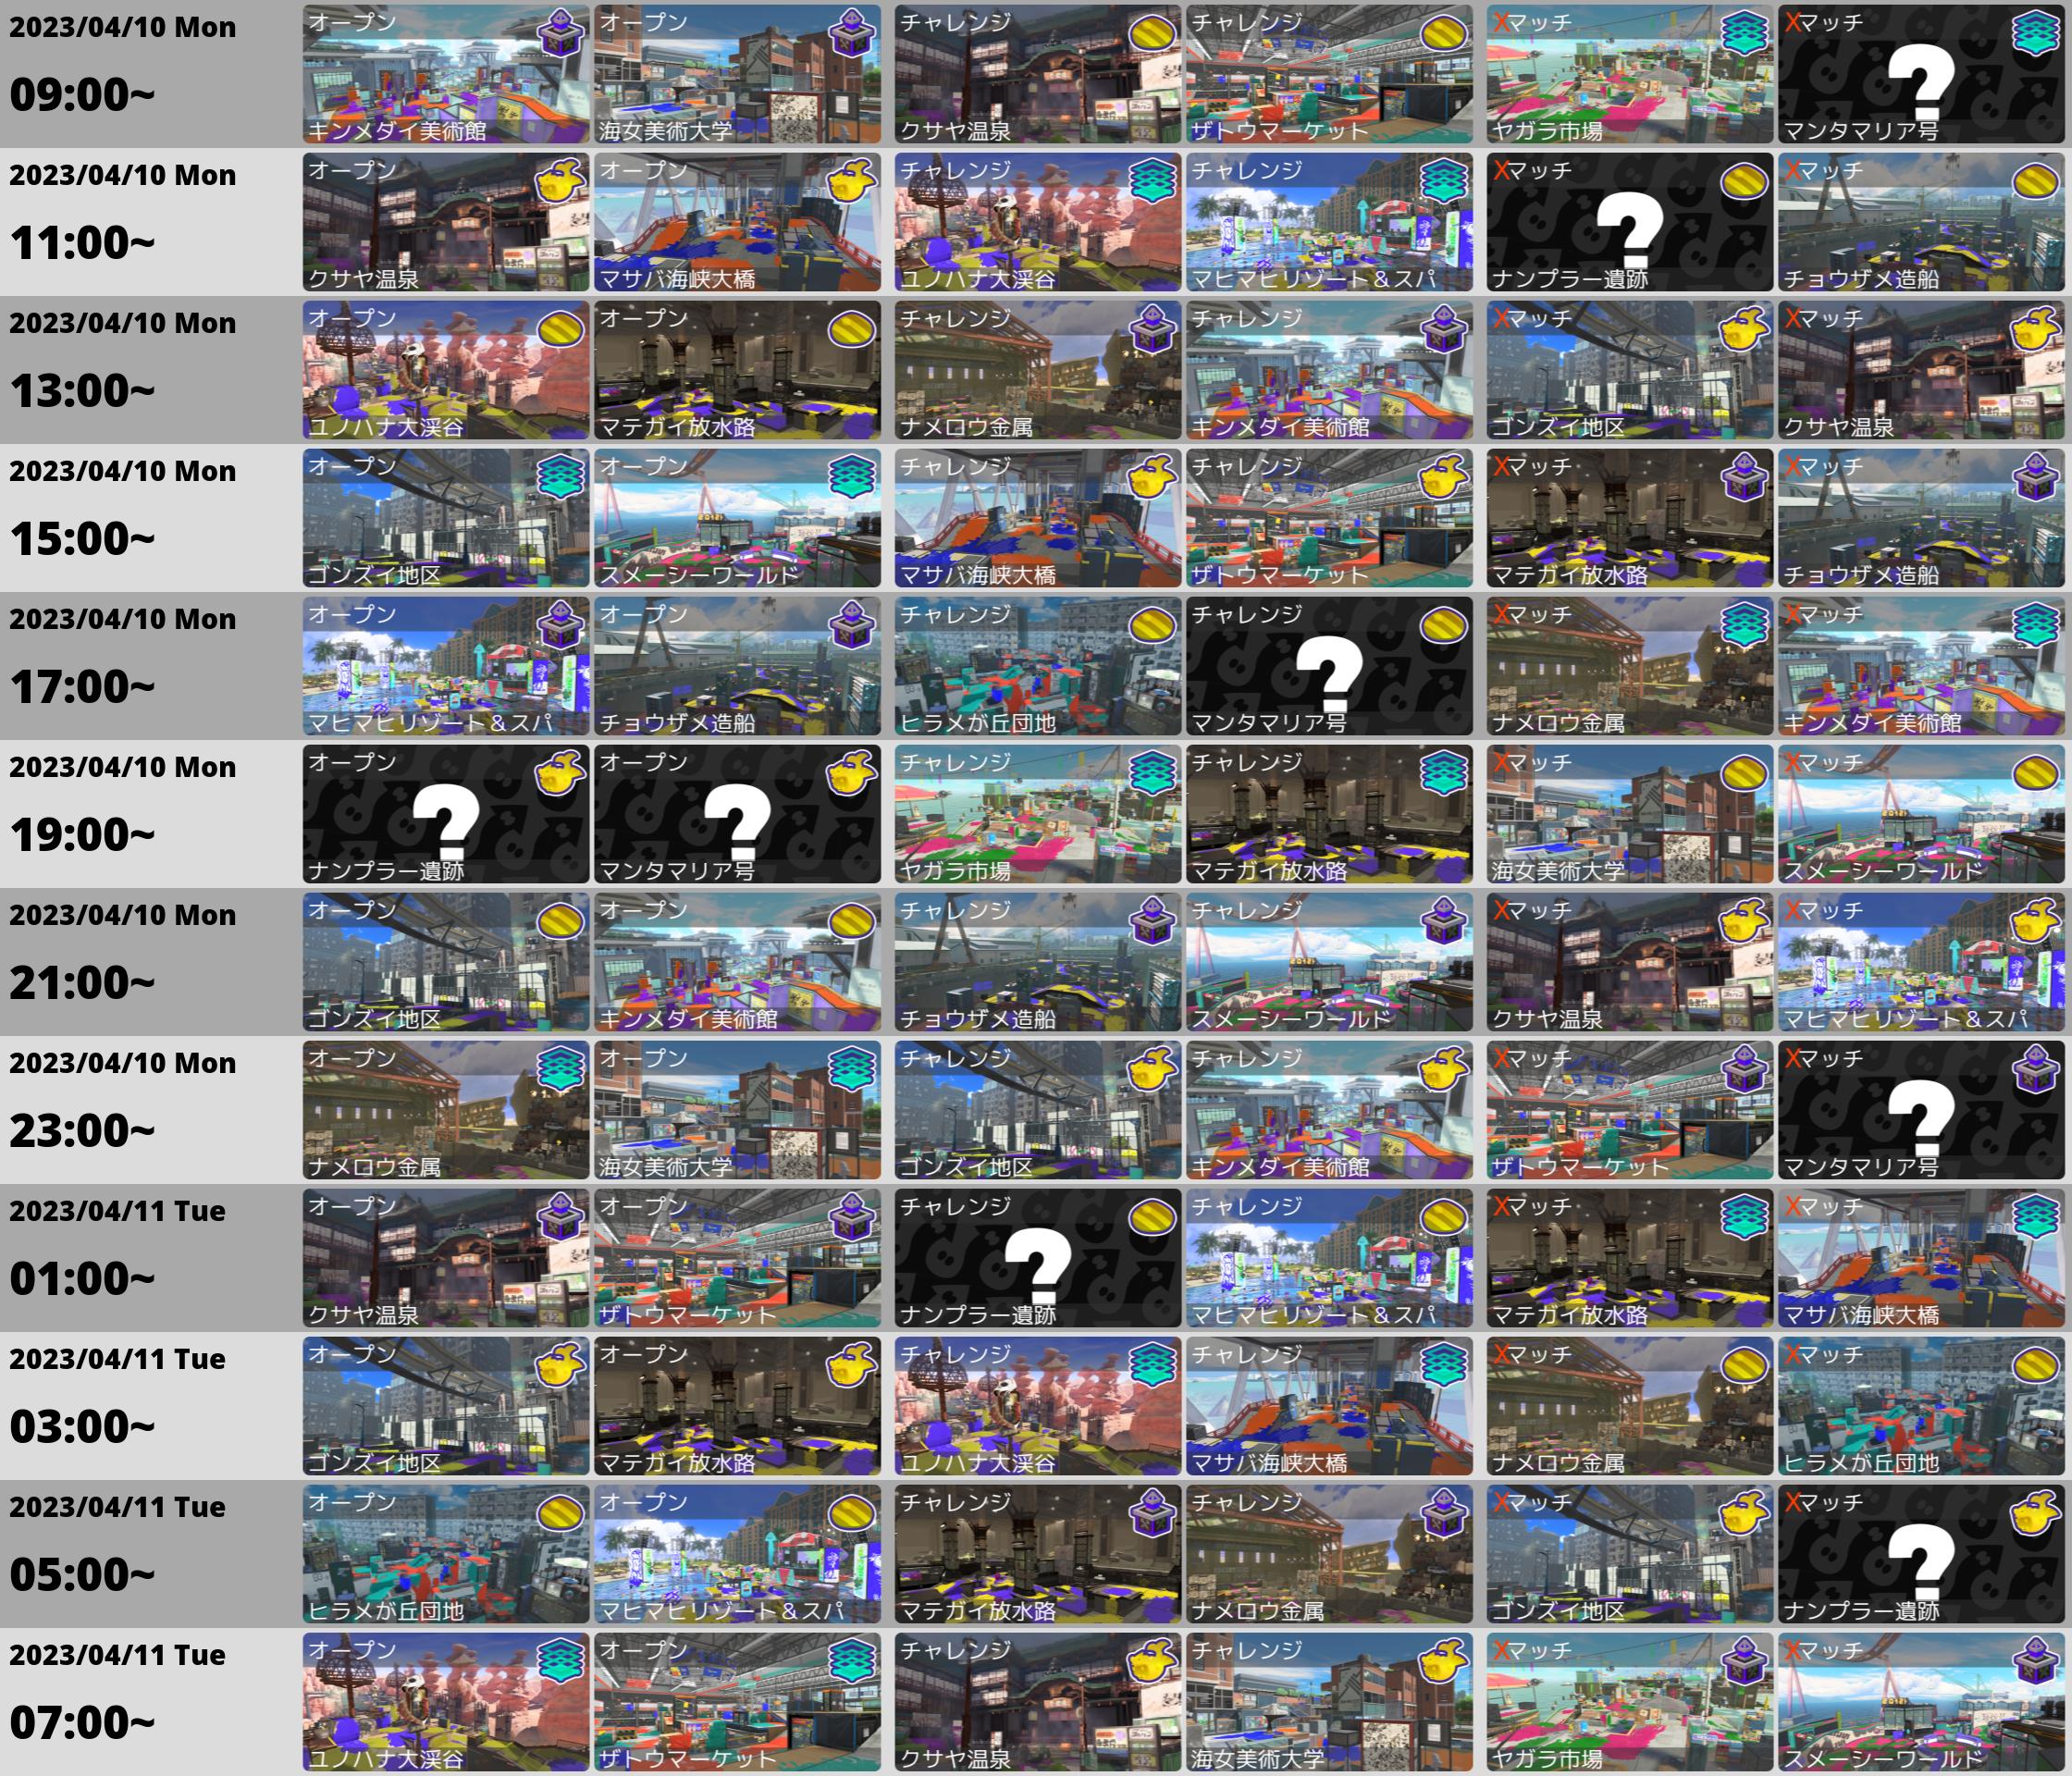 2023/04/10 Mon
09:00~
オープン
キンメダイ美術館
オープン
海女美術大学
チャレンジ
クサヤ温泉
チャレンジ
ザトウマーケット
Xマッチ
ヤガラ市場
Xマッチ
マンタマリア号
2023/04/10 Mon
11:00~
オープン
クサヤ温泉
オープン
マサバ海峡大橋
チャレンジ
ユノハナ大渓谷
チャレンジ
マヒマヒリゾート＆スパ
Xマッチ
ナンプラー遺跡
Xマッチ
チョウザメ造船
2023/04/10 Mon
13:00~
オープン
ユノハナ大渓谷
オープン
マテガイ放水路
チャレンジ
ナメロウ金属
チャレンジ
キンメダイ美術館
Xマッチ
ゴンズイ地区
Xマッチ
クサヤ温泉
2023/04/10 Mon
15:00~
オープン
ゴンズイ地区
オープン
スメーシーワールド
チャレンジ
マサバ海峡大橋
チャレンジ
ザトウマーケット
Xマッチ
マテガイ放水路
Xマッチ
チョウザメ造船
2023/04/10 Mon
17:00~
オープン
マヒマヒリゾート＆スパ
オープン
チョウザメ造船
チャレンジ
ヒラメが丘団地
チャレンジ
マンタマリア号
Xマッチ
ナメロウ金属
Xマッチ
キンメダイ美術館
2023/04/10 Mon
19:00~
オープン
ナンプラー遺跡
オープン
マンタマリア号
チャレンジ
ヤガラ市場
チャレンジ
マテガイ放水路
Xマッチ
海女美術大学
Xマッチ
スメーシーワールド
2023/04/10 Mon
21:00~
オープン
ゴンズイ地区
オープン
キンメダイ美術館
チャレンジ
チョウザメ造船
チャレンジ
スメーシーワールド
Xマッチ
クサヤ温泉
Xマッチ
マヒマヒリゾート＆スパ
2023/04/10 Mon
23:00~
オープン
ナメロウ金属
オープン
海女美術大学
チャレンジ
ゴンズイ地区
チャレンジ
キンメダイ美術館
Xマッチ
ザトウマーケット
Xマッチ
マンタマリア号
2023/04/11 Tue
01:00~
オープン
クサヤ温泉
オープン
ザトウマーケット
チャレンジ
ナンプラー遺跡
チャレンジ
マヒマヒリゾート＆スパ
Xマッチ
マテガイ放水路
Xマッチ
マサバ海峡大橋
2023/04/11 Tue
03:00~
オープン
ゴンズイ地区
オープン
マテガイ放水路
チャレンジ
ユノハナ大渓谷
チャレンジ
マサバ海峡大橋
Xマッチ
ナメロウ金属
Xマッチ
ヒラメが丘団地
2023/04/11 Tue
05:00~
オープン
ヒラメが丘団地
オープン
マヒマヒリゾート＆スパ
チャレンジ
マテガイ放水路
チャレンジ
ナメロウ金属
Xマッチ
ゴンズイ地区
Xマッチ
ナンプラー遺跡
2023/04/11 Tue
07:00~
オープン
ユノハナ大渓谷
オープン
ザトウマーケット
チャレンジ
クサヤ温泉
チャレンジ
海女美術大学
Xマッチ
ヤガラ市場
Xマッチ
スメーシーワールド